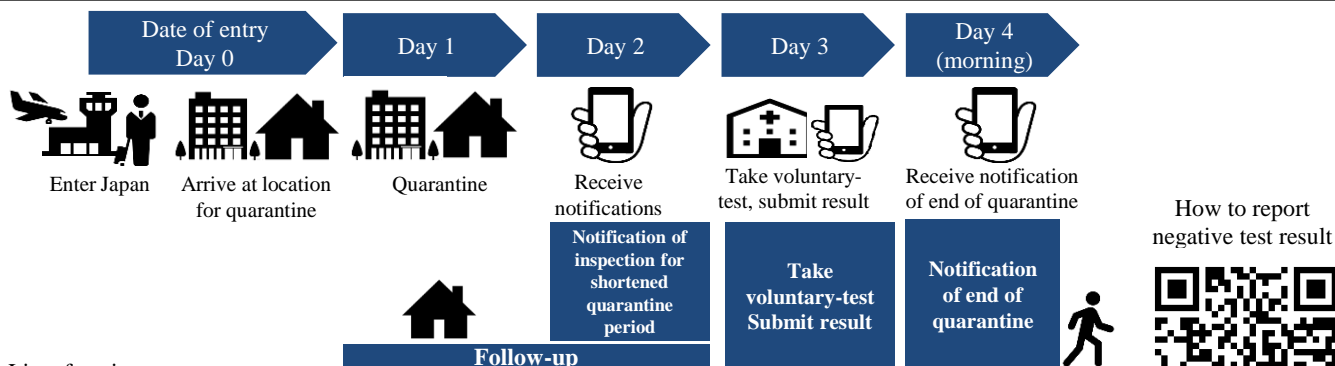 Date of entry
Day 0
Day 1
Day 2
Day 3
Day 4
(morning)
Enter Japan
Arrive at location
for quarantine
Quarantine
Receive
notifications
Take voluntary-
test, submit result
Receive notification
of end of quarantine
How to report
negative test result
Notification of
inspection for
shortened
quarantine
period
Take
voluntary-test
Submit result
Notification
of end of
quarantine
Follow-up